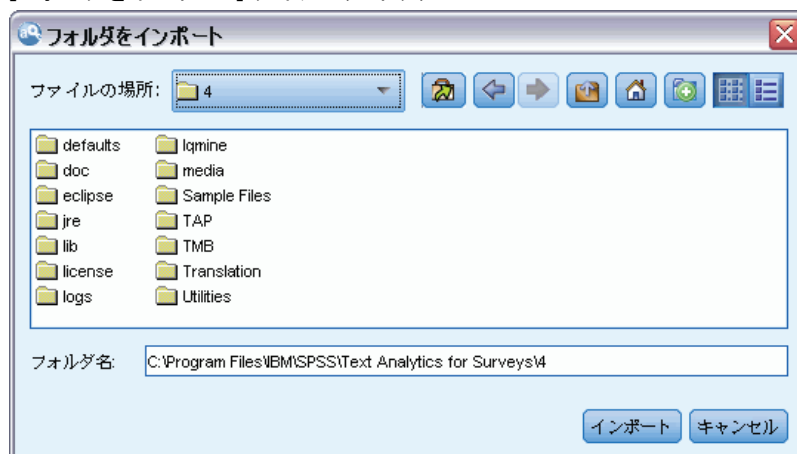 フォルダをインポート
ファイルの場所: 4
defaults lqmine
doc media
eclipse Sample Files
jre TAP
lib TMB
license Translation
logs Utilities
フォルダ名: C:\Program Files\IBM\SPSS\Text Analytics for Surveys\4
インポート キャンセル